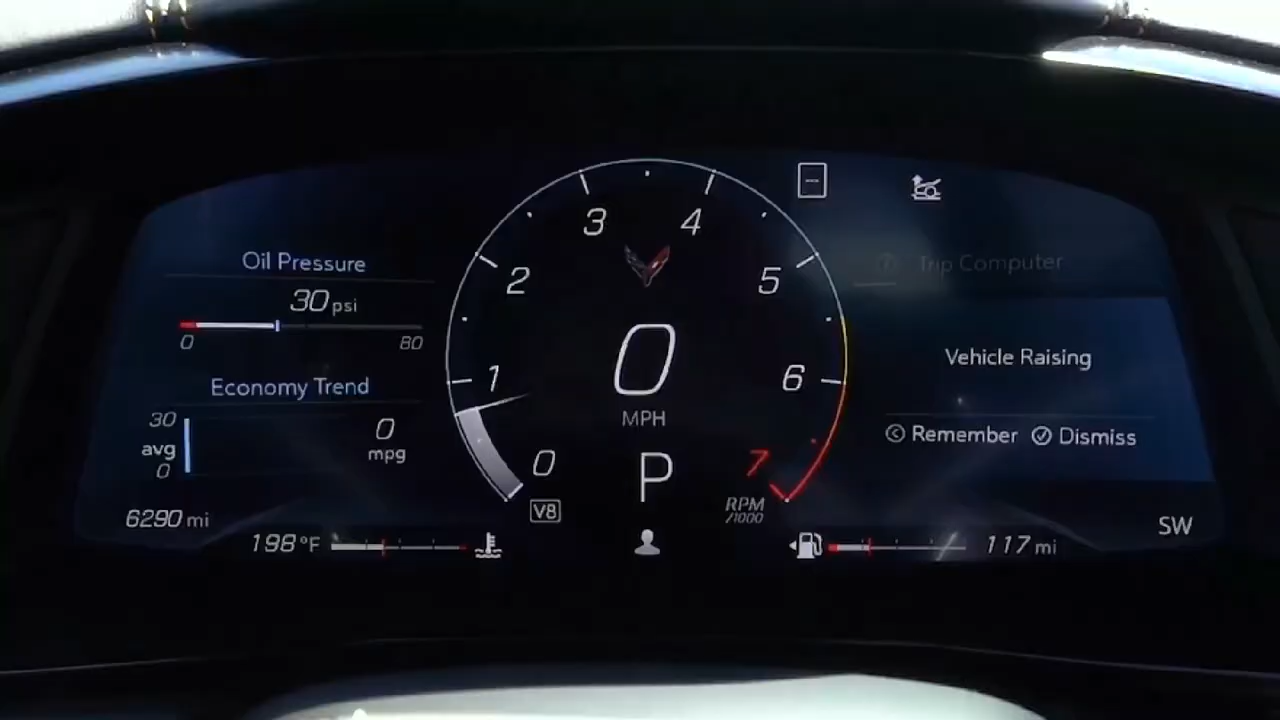 Oil Pressure
30 psi
0 80
Economy Trend
30
avg
0
0
mpg
6290 mi
198 °F
0
1
2
3
4
5
6
7
0
MPH
P
V8
RPM
/1000
--
Trip Computer
Vehicle Raising
Remember Dismiss
117 mi
SW